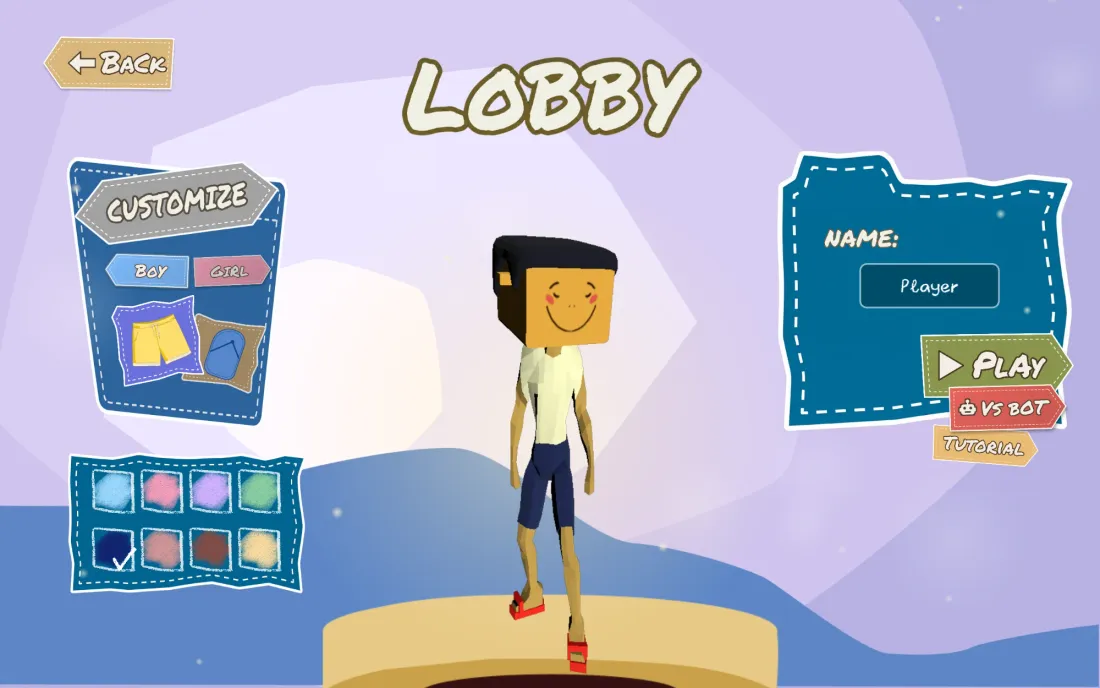 BACK
LOBBY
CUSTOMIZE
BOY
GIRL
NAME:
Player
PLAY
VS BOT
TUTORIAL